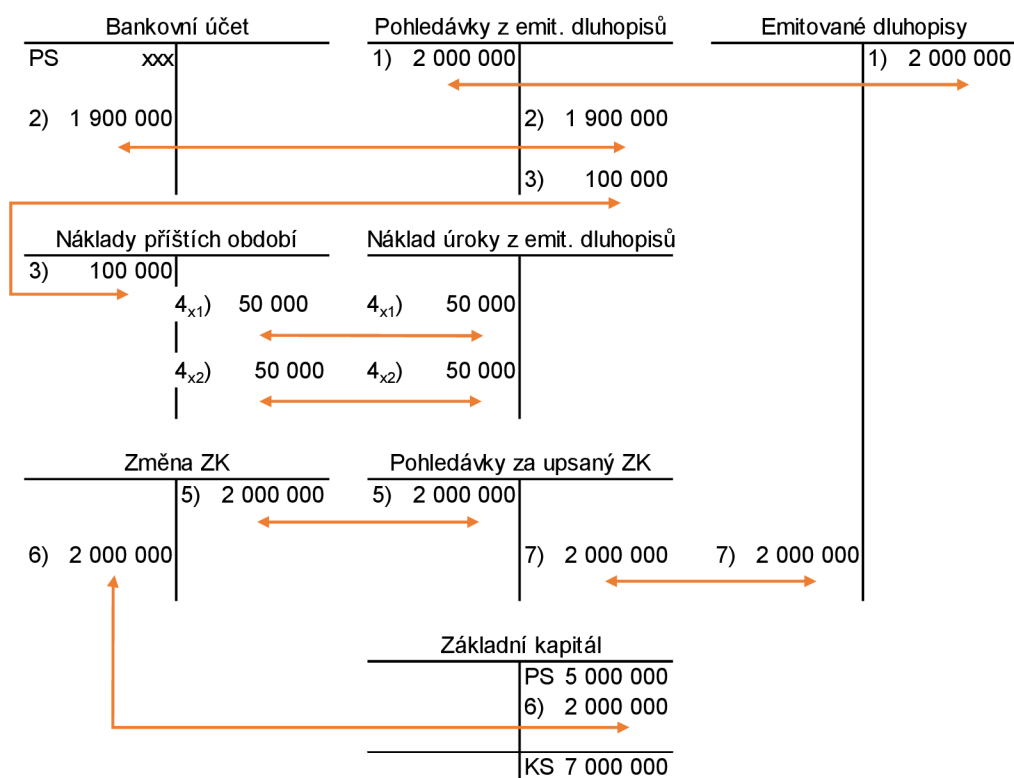 Bankovní účet Pohledávky z emit. dluhopisů Emitované dluhopisy
PS xxx 1) 2 000 000 1) 2 000 000
2) 1 900 000 2) 1 900 000
3) 100 000
Náklady příštích období Náklad úroky z emit. dluhopisů
3) 100 000
4x1) 50 000 4x1) 50 000
4x2) 50 000 4x2) 50 000
Změna ZK Pohledávky za upsaný ZK
5) 2 000 000 5) 2 000 000
6) 2 000 000 7) 2 000 000 7) 2 000 000
Základní kapitál
PS 5 000 000
6) 2 000 000
KS 7 000 000